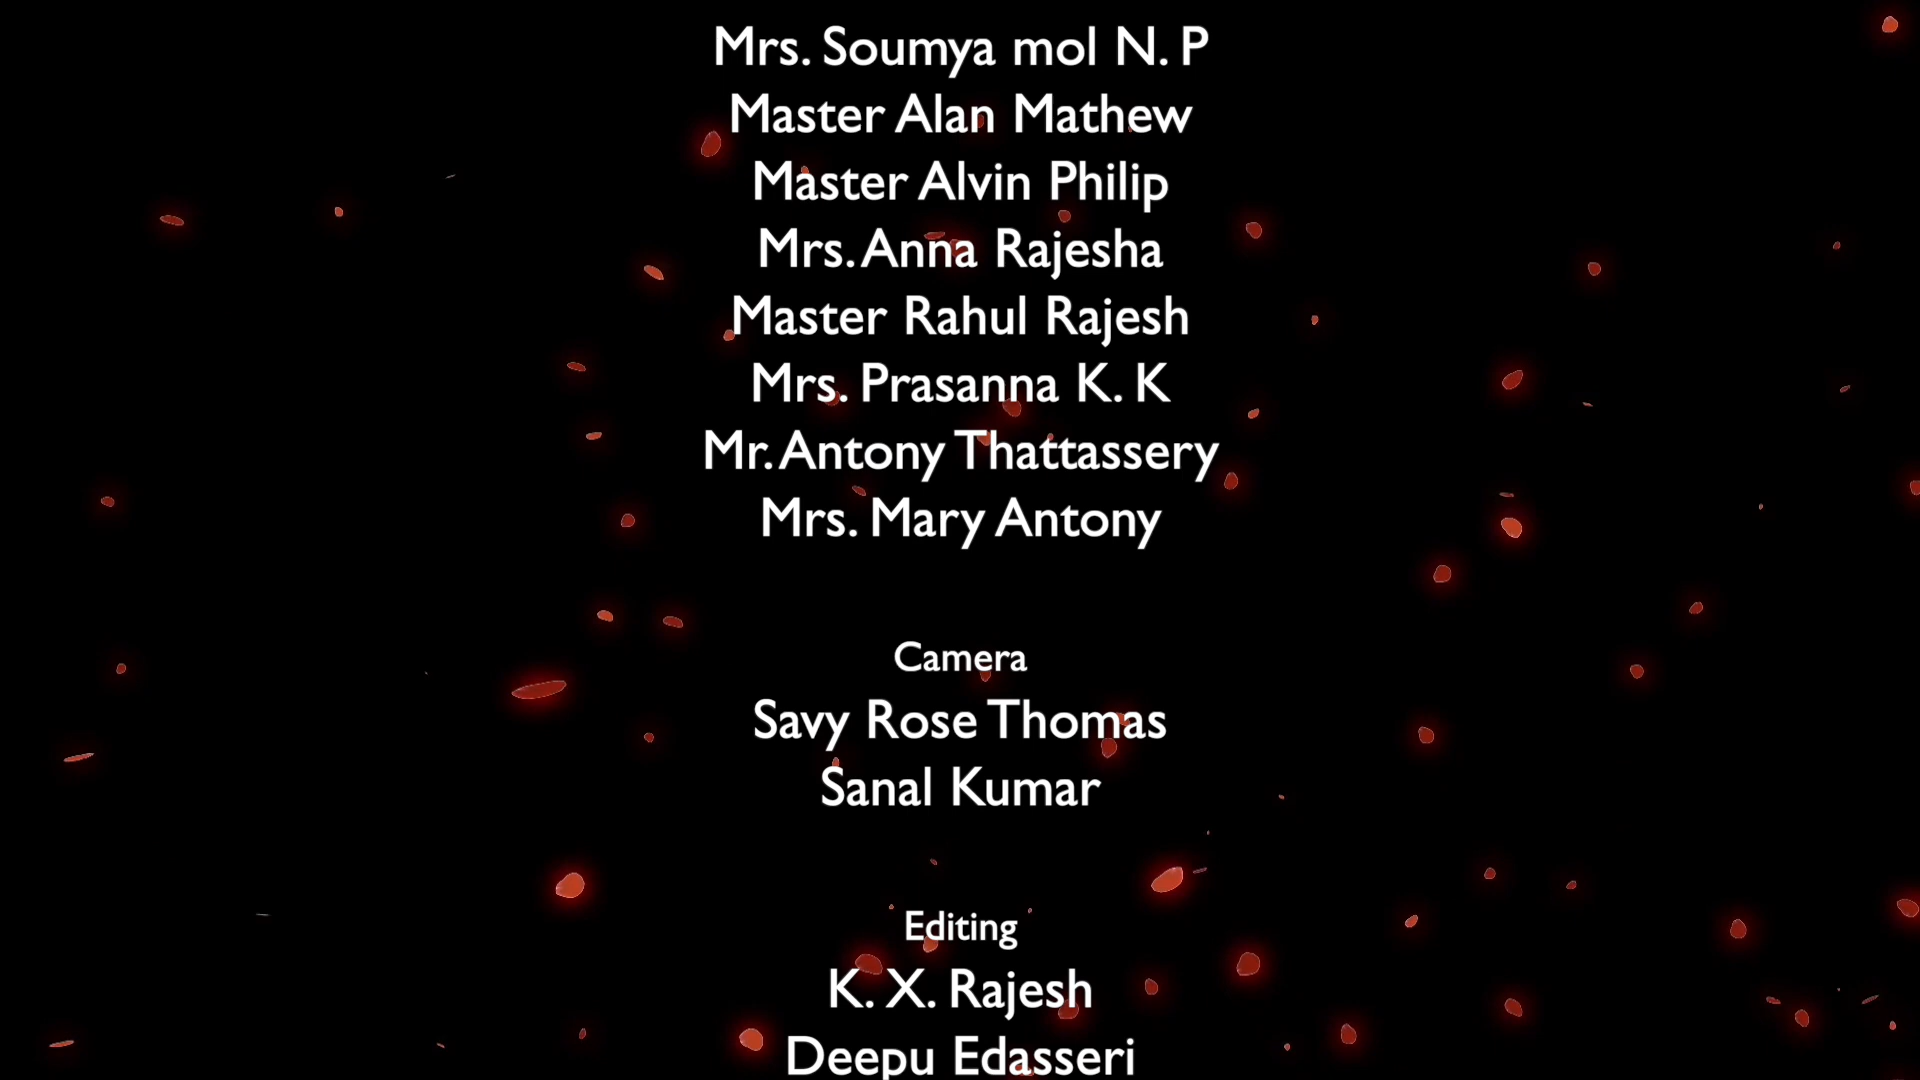 Mrs. Soumya mol N. P
Master Alan Mathew
Master Alvin Philip
Mrs. Anna Rajesha
Master Rahul Rajesh
Mrs. Prasanna K. K
Mr. Antony Thattassery
Mrs. Mary Antony
Camera
Savy Rose Thomas
Sanal Kumar
Editing
K. X. Rajesh
Deepu Edasseri